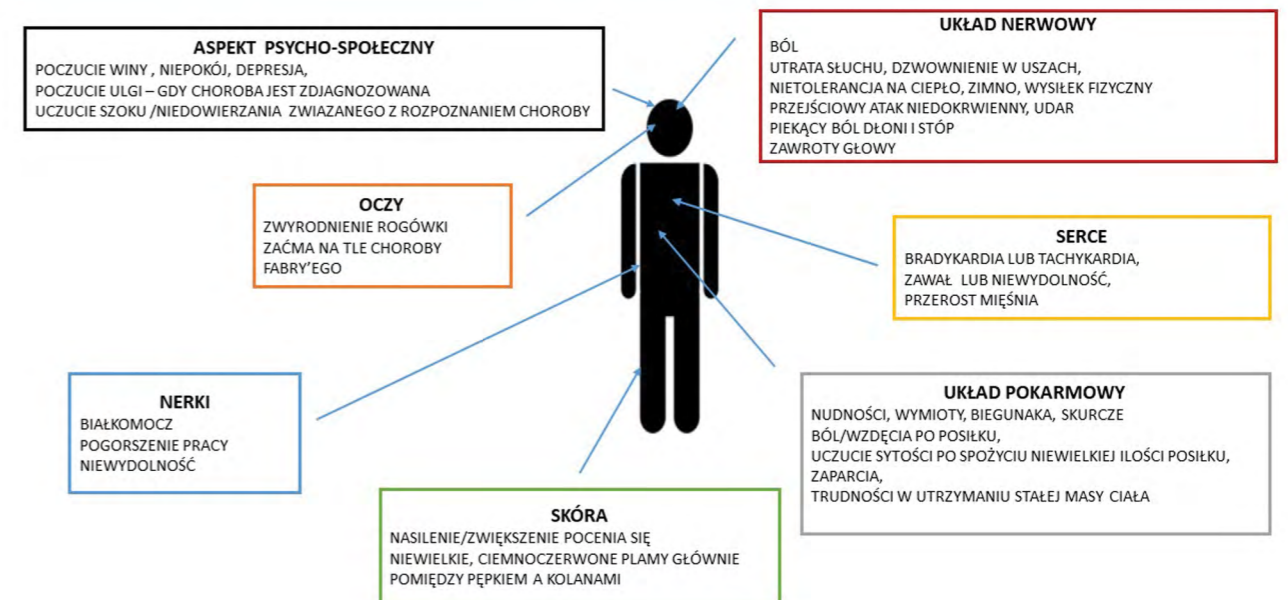 ASPEKT PSYCHO-SPOŁECZNY
POCZUCIE WINY , NIEPOKÓJ, DEPRESJA,
POCZUCIE ULGI – GDY CHOROBA JEST ZDJAGNOZOWANA
UCZUCIE SZOKU /NIEDOWIERZANIA ZWIAZANEGO Z ROZPOZNANIEM CHOROBY
UKŁAD NERWOWY
BÓL
UTRATA SŁUCHU, DZWOWNIENIE W USZACH,
NIETOLERANCJA NA CIEPŁO, ZIMNO, WYSIŁEK FIZYCZNY
PRZEJŚCIOWY ATAK NIEDOKRWIENNY, UDAR
PIEKĄCY BÓL DŁONI I STÓP
ZAWROTY GŁOWY
OCZY
ZWYRODNIENIE ROGÓWKI
ZAĆMA NA TLE CHOROBY
FABRY’EGO
SERCE
BRADYKARDIA LUB TACHYKARDIA,
ZAWAŁ LUB NIEWYDOLNOŚĆ,
PRZEROST MIĘŚNIA
NERKI
BIAŁKOMOCZ
POGORSZENIE PRACY
NIEWYDOLNOŚĆ
UKŁAD POKARMOWY
NUDNOŚCI, WYMIOTY, BIEGUNAKA, SKURCZE
BÓL/WZDĘCIA PO POSIŁKU,
UCZUCIE SYTOŚCI PO SPOŻYCIU NIEWIELKIEJ ILOŚCI POSIŁKU,
ZAPARCIA,
TRUDNOŚCI W UTRZYMANIU STAŁEJ MASY CIAŁA
SKÓRA
NASILENIE/ZWIĘKSZENIE POCENIA SIĘ
NIEWIELKIE, CIEMNOCZERWONE PLAMY GŁÓWNIE
POMIĘDZY PĘPKIEM A KOLANAMI